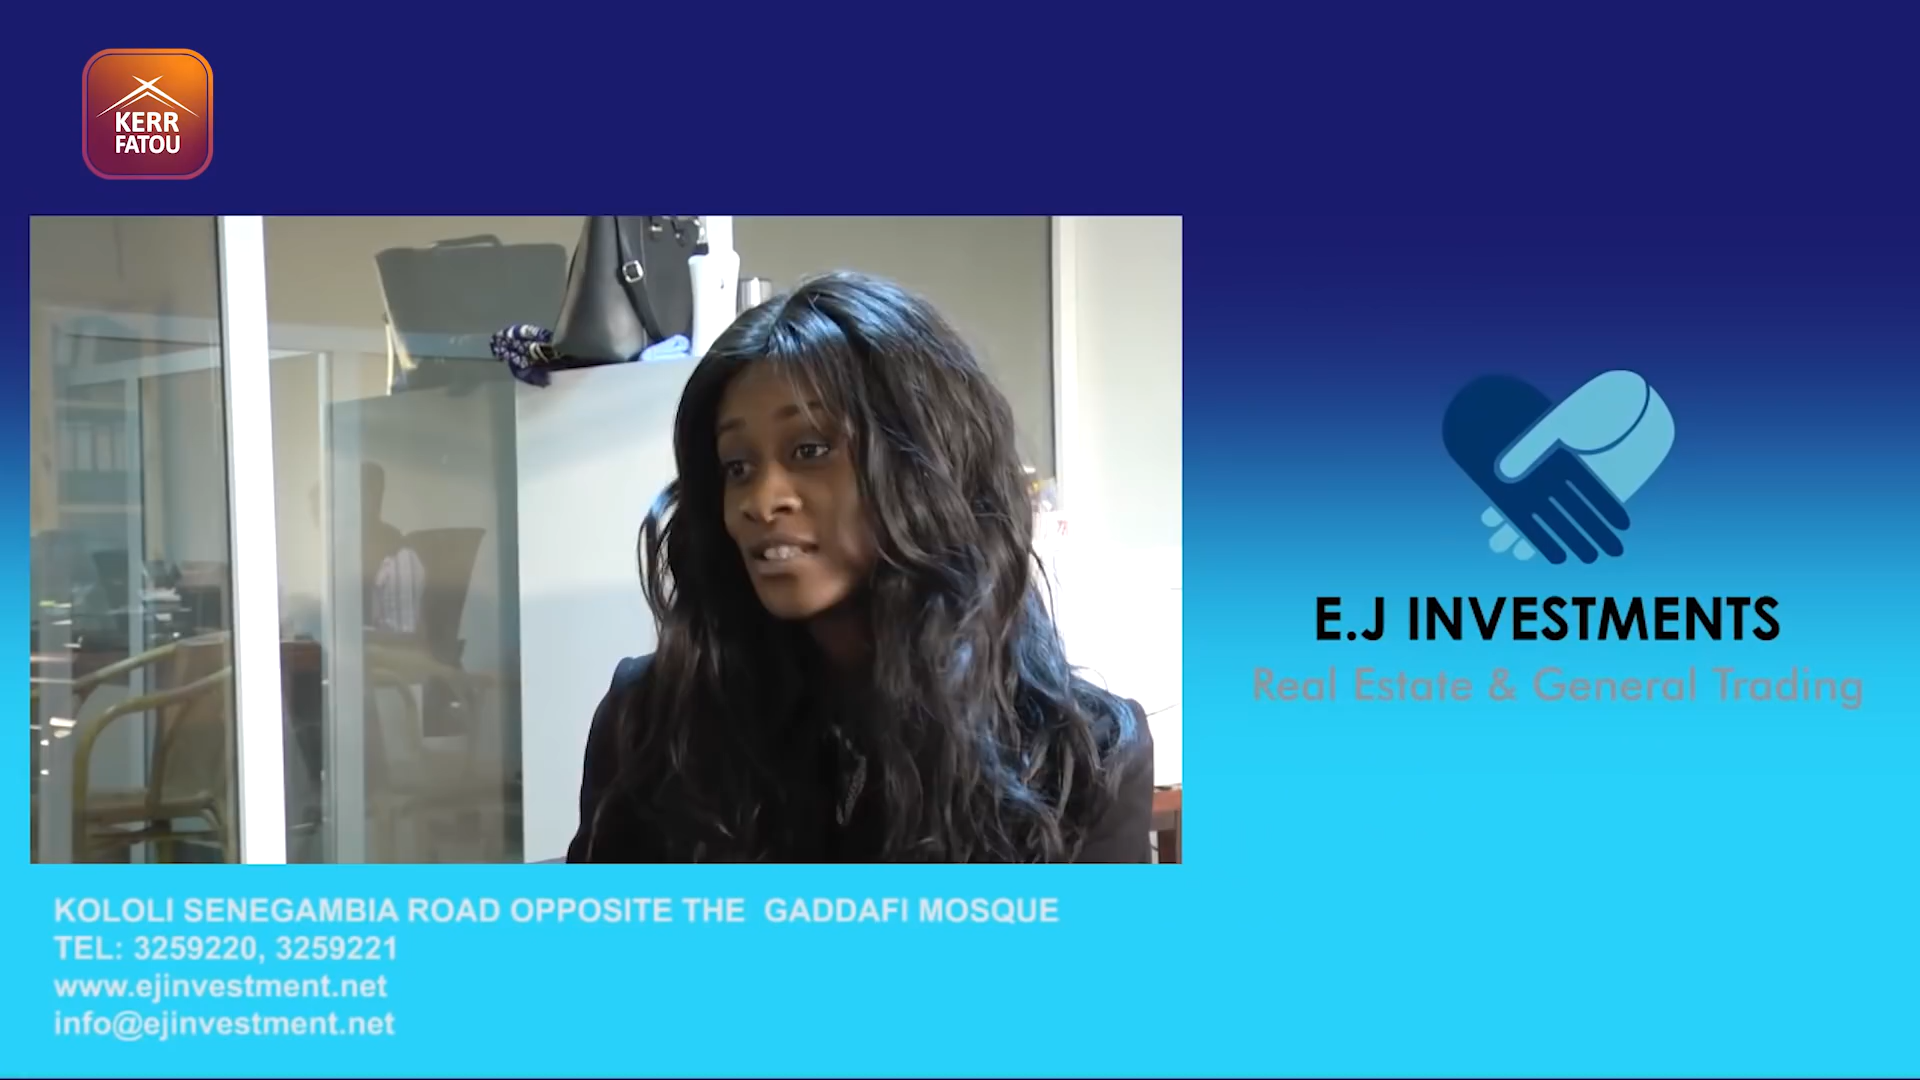 KERR
FATOU
E.J INVESTMENTS
Real Estate & General Trading
KOLOLI SENEGAMBIA ROAD OPPOSITE THE  GADDAFI MOSQUE
TEL: 3259220, 3259221
www.ejinvestment.net
info@ejinvestment.net